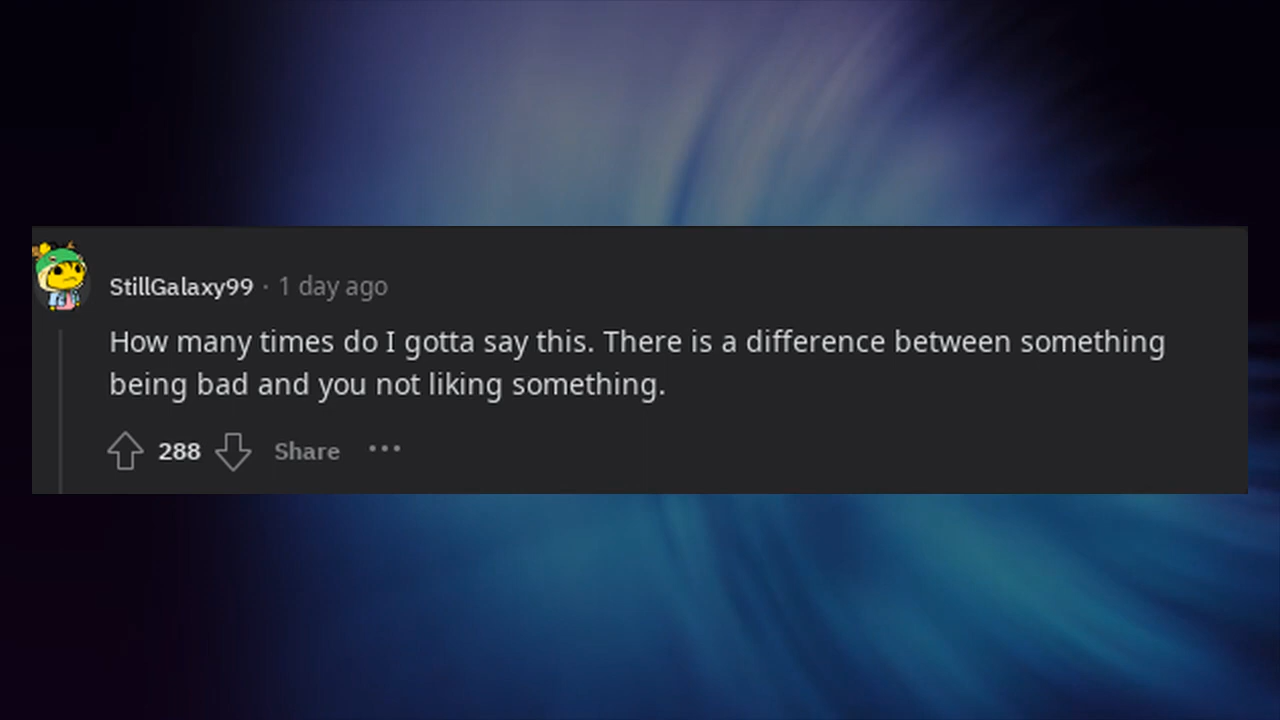 StillGalaxy99 · 1 day ago
How many times do I gotta say this. There is a difference between something
being bad and you not liking something.
288 Share ···